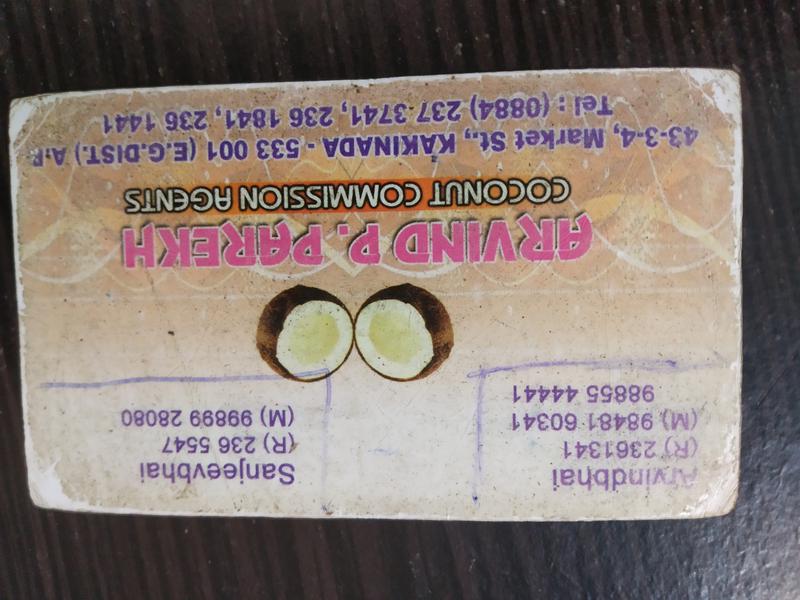 Arvindbhai
(R) 2361341
(M) 98481 60341
98855 44441
Sanjeevbhai
(R) 236 5547
(M) 99899 28080
ARVIND P. PAREKH
COCONUT COMMISSION AGENTS
43-3-4, Market St., KAKINADA - 533 001 (E.G.DIST.) A.P.
Tel : (0884) 237 3741, 236 1841, 236 1441